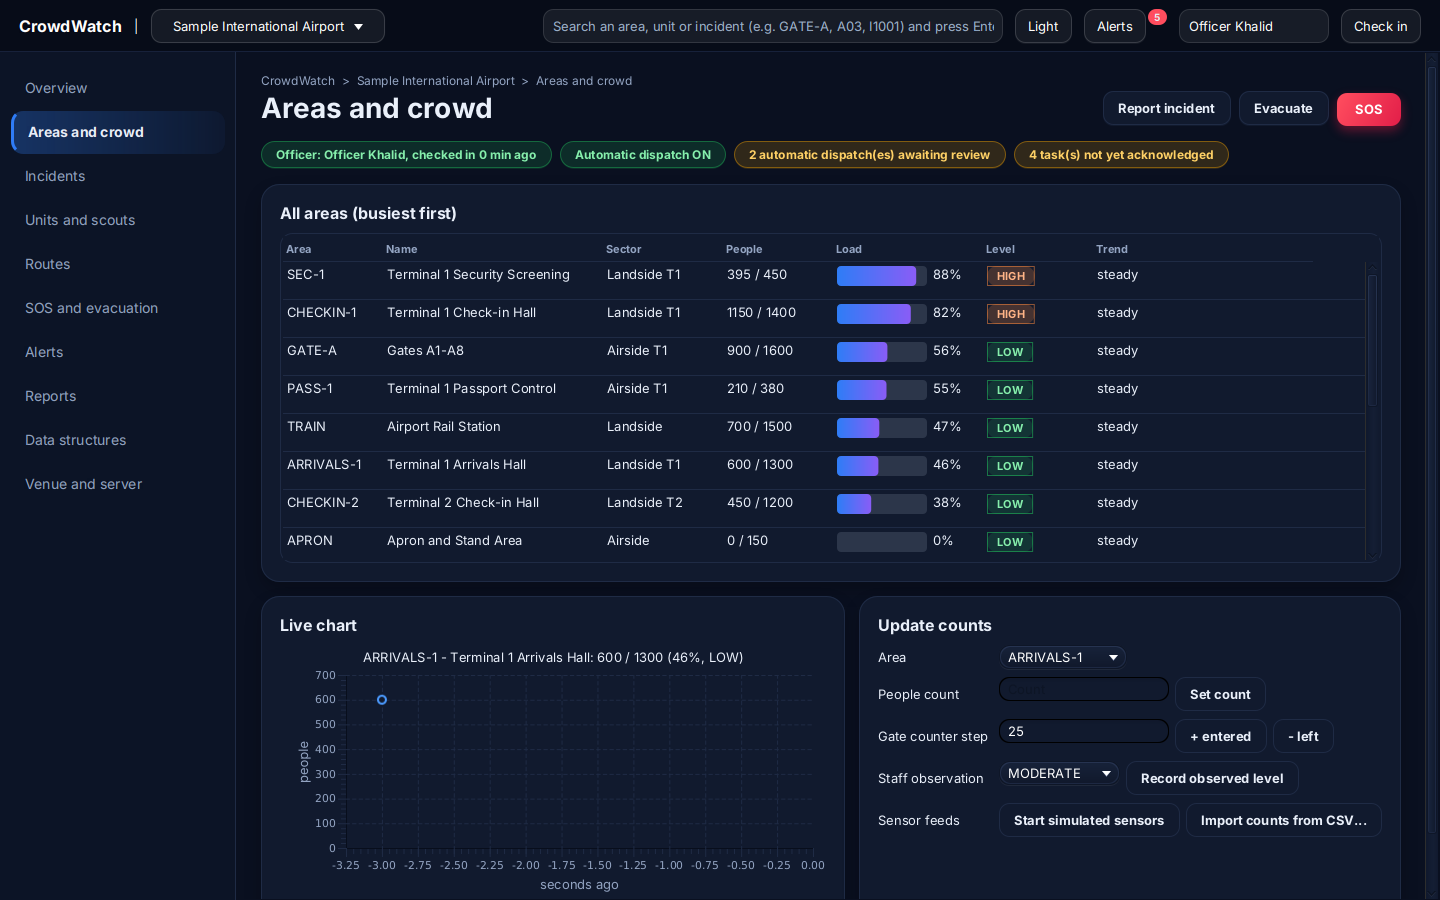 CrowdWatch | Sample International Airport
Search an area, unit or incident (e.g. GATE-A, A03, I1001) and press Ente
Light
Alerts
5
Officer Khalid
Check in
Overview
Areas and crowd
Incidents
Units and scouts
Routes
SOS and evacuation
Alerts
Reports
Data structures
Venue and server
CrowdWatch > Sample International Airport > Areas and crowd
Areas and crowd
Report incident
Evacuate
SOS
Officer: Officer Khalid, checked in 0 min ago
Automatic dispatch ON
2 automatic dispatch(es) awaiting review
4 task(s) not yet acknowledged
All areas (busiest first)
Area Name Sector People Load Level Trend
SEC-1 Terminal 1 Security Screening Landside T1 395 / 450 88% HIGH steady
CHECKIN-1 Terminal 1 Check-in Hall Landside T1 1150 / 1400 82% HIGH steady
GATE-A Gates A1-A8 Airside T1 900 / 1600 56% LOW steady
PASS-1 Terminal 1 Passport Control Airside T1 210 / 380 55% LOW steady
TRAIN Airport Rail Station Landside 700 / 1500 47% LOW steady
ARRIVALS-1 Terminal 1 Arrivals Hall Landside T1 600 / 1300 46% LOW steady
CHECKIN-2 Terminal 2 Check-in Hall Landside T2 450 / 1200 38% LOW steady
APRON Apron and Stand Area Airside 0 / 150 0% LOW steady
Live chart
ARRIVALS-1 - Terminal 1 Arrivals Hall: 600 / 1300 (46%, LOW)
700
600
500
400
300
200
100
0
people
-3.25 -3.00 -2.75 -2.50 -2.25 -2.00 -1.75 -1.50 -1.25 -1.00 -0.75 -0.50 -0.25 0.00
seconds ago
Update counts
Area ARRIVALS-1
People count Set count
Gate counter step 25 + entered - left
Staff observation MODERATE Record observed level
Sensor feeds Start simulated sensors Import counts from CSV...